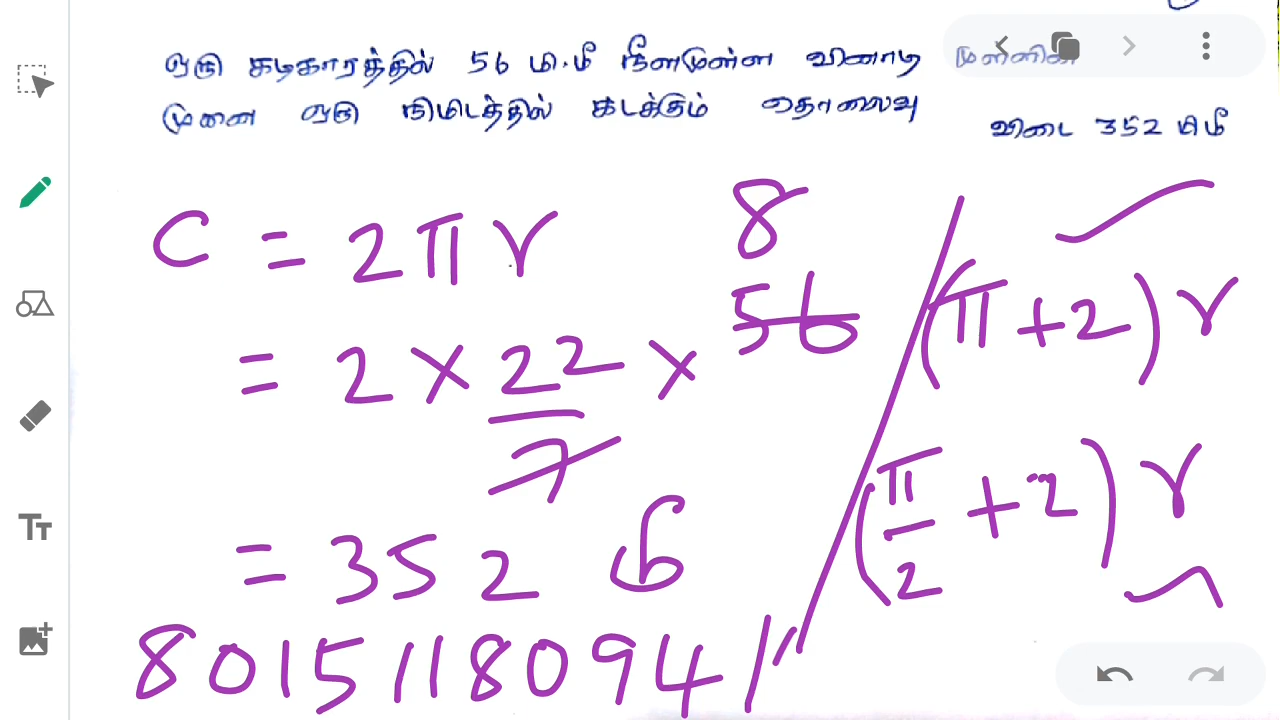 ஒரு கடிகாரத்தில் 56 மி.மீ நீளமுள்ள வினாடி முள்ளின்
முனை ஒரு நிமிடத்தில் கடக்கும் தொலைவு
விடை 352 மி மீ
C = 2πr
= 2 × 22/7 × 56
8
= 352
8015118094
(π+2)r
(π/2+2)r